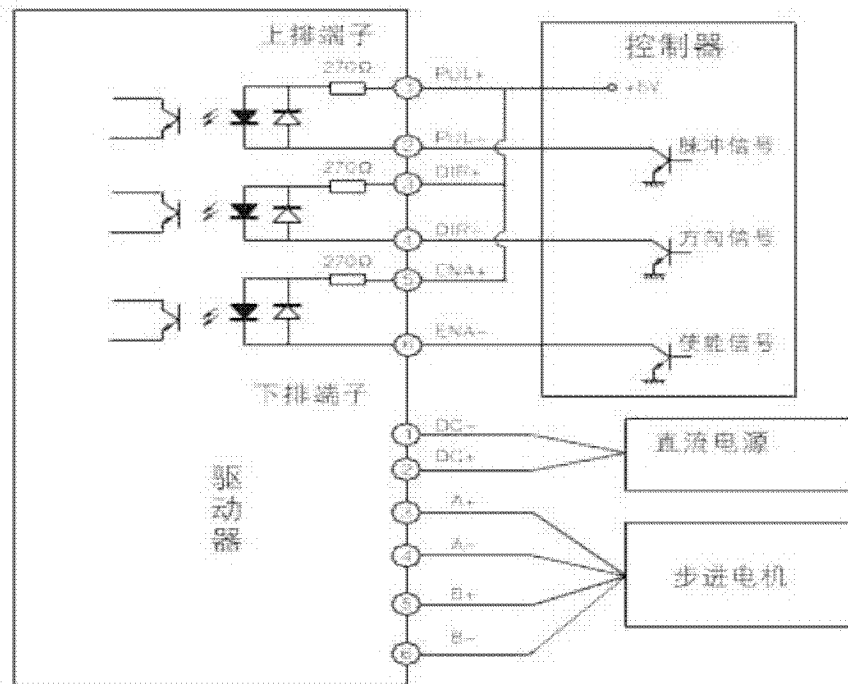 上排端子
控制器
270Ω
1
PUL+
+5V
2
PUL-
脉冲信号
270Ω
3
DIR+
4
DIR-
方向信号
270Ω
5
ENA+
6
ENA-
使能信号
下排端子
1
DC-
直流电源
2
DC+
驱动器
3
A+
4
A-
步进电机
5
B+
6
B-